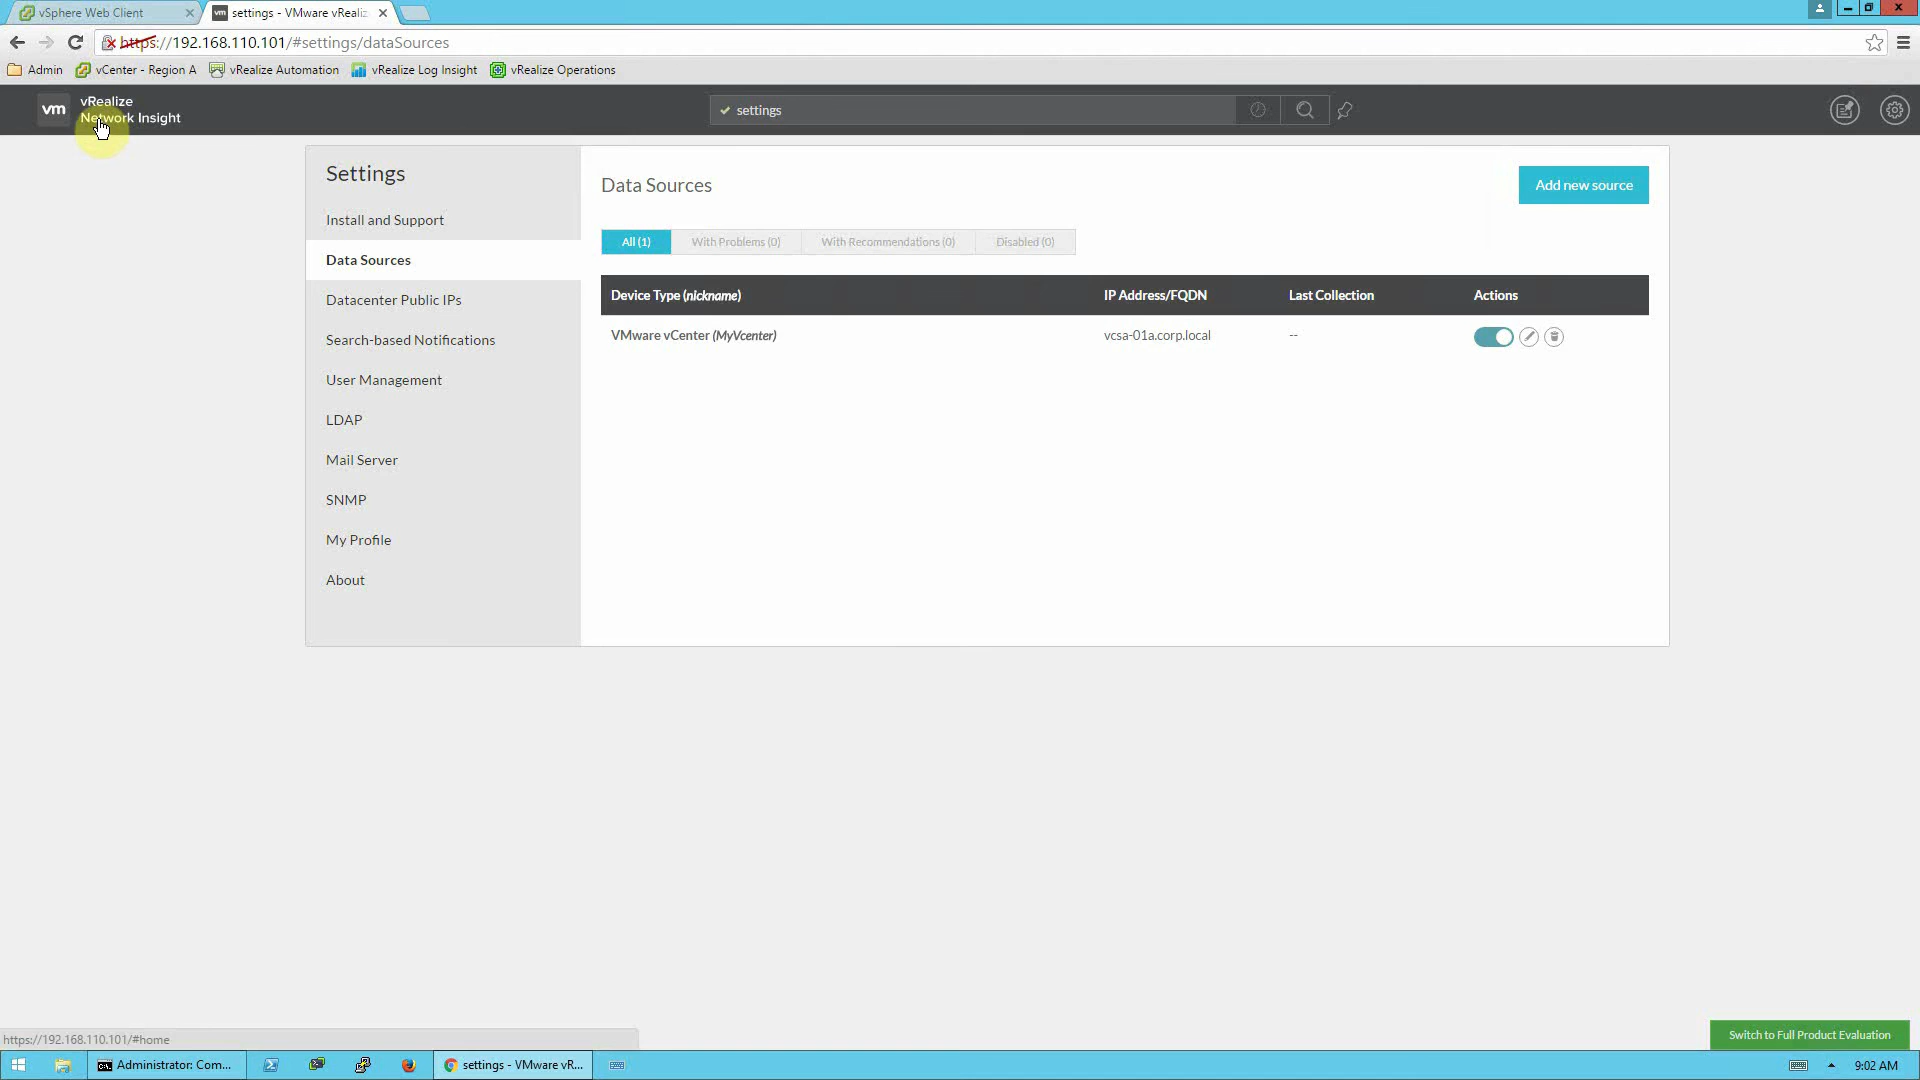 vSphere Web Client
settings - VMware vRealiz
https://192.168.110.101/#settings/dataSources
Admin
vCenter - Region A
vRealize Automation
vRealize Log Insight
vRealize Operations
vm
vRealize
Network Insight
settings
Settings
Install and Support
Data Sources
Datacenter Public IPs
Search-based Notifications
User Management
LDAP
Mail Server
SNMP
My Profile
About
Data Sources
Add new source
All (1)
With Problems (0)
With Recommendations (0)
Disabled (0)
Device Type (nickname)
IP Address/FQDN
Last Collection
Actions
VMware vCenter (MyVcenter)
vcsa-01a.corp.local
--
Switch to Full Product Evaluation
https://192.168.110.101/#home
Administrator: Com...
settings - VMware vR...
9:02 AM